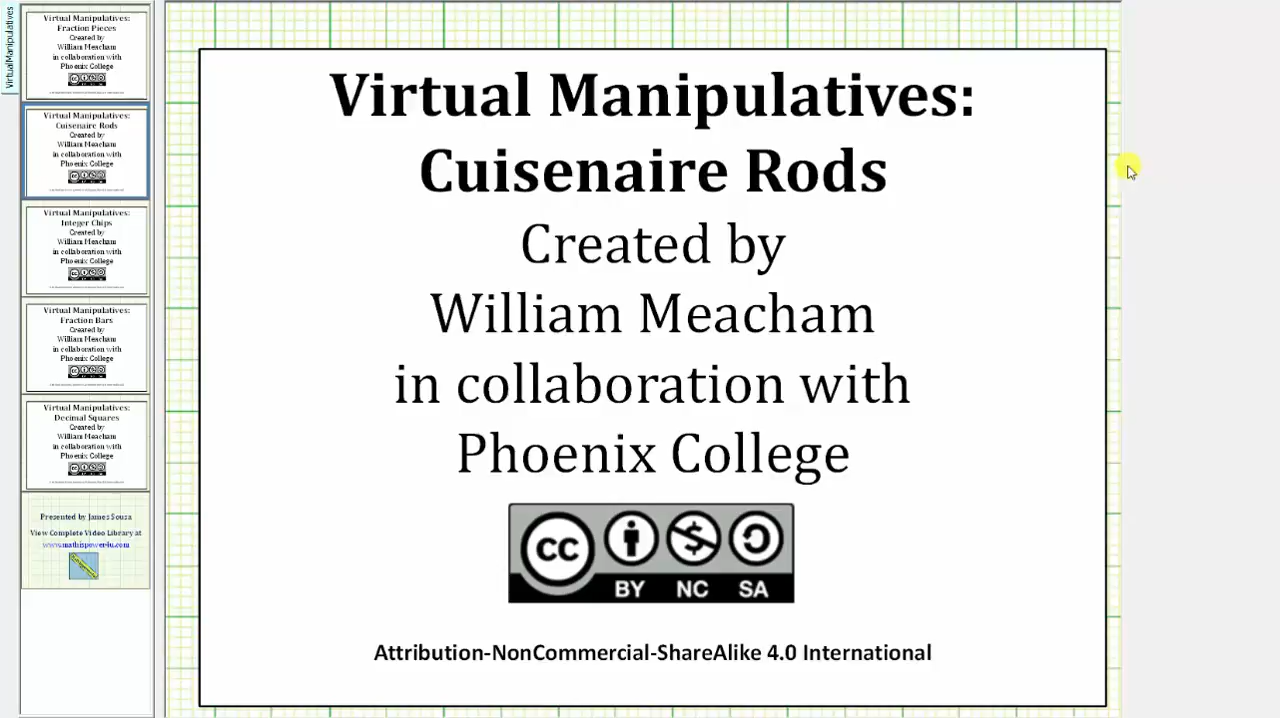 VirtualManipulatives
Virtual Manipulatives:
Fraction Pieces
Created by
William Meacham
in collaboration with
Phoenix College
Virtual Manipulatives:
Cuisenaire Rods
Created by
William Meacham
in collaboration with
Phoenix College
Virtual Manipulatives:
Integer Chips
Created by
William Meacham
in collaboration with
Phoenix College
Virtual Manipulatives:
Fraction Bars
Created by
William Meacham
in collaboration with
Phoenix College
Virtual Manipulatives:
Decimal Squares
Created by
William Meacham
in collaboration with
Phoenix College
Presented by James Sousa
View Complete Video Library at
www.mathispower4u.com
Virtual Manipulatives:
Cuisenaire Rods
Created by
William Meacham
in collaboration with
Phoenix College
CC
BY NC SA
Attribution-NonCommercial-ShareAlike 4.0 International